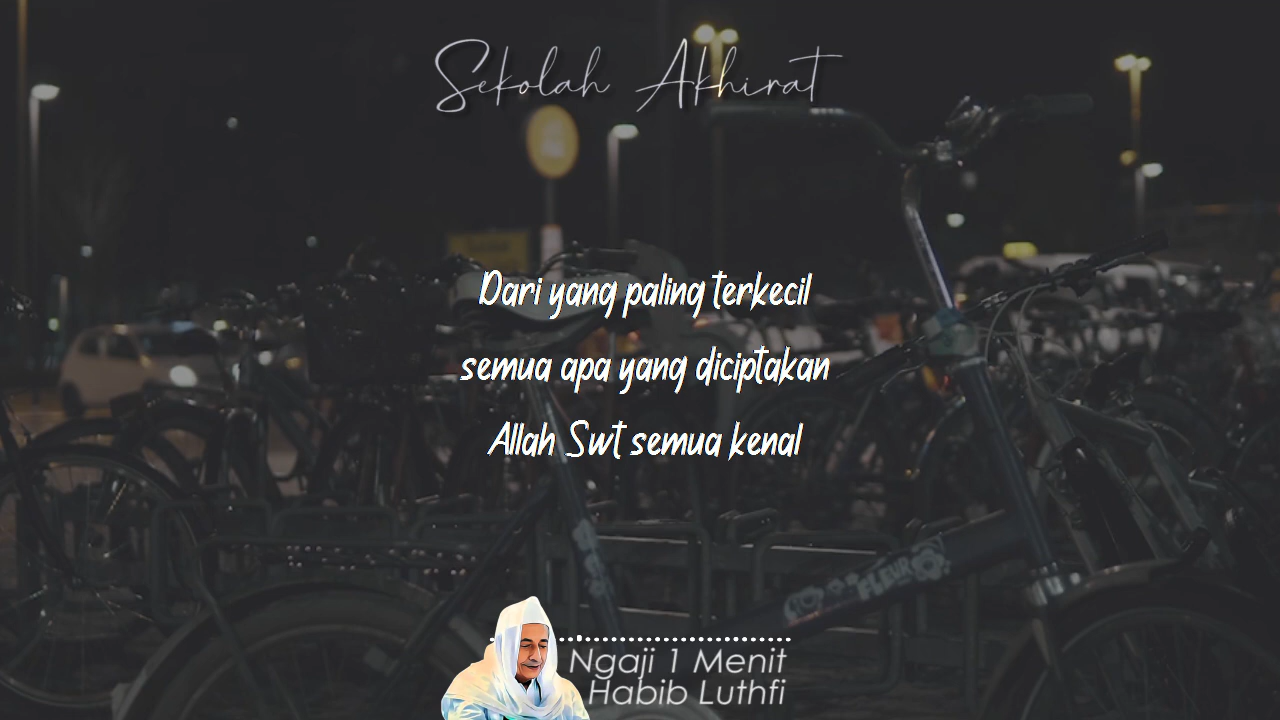 Sekolah Akhirat
Dari yang paling terkecil
semua apa yang diciptakan
Allah Swt semua kenal
FLEUR
Ngaji 1 Menit
Habib Luthfi